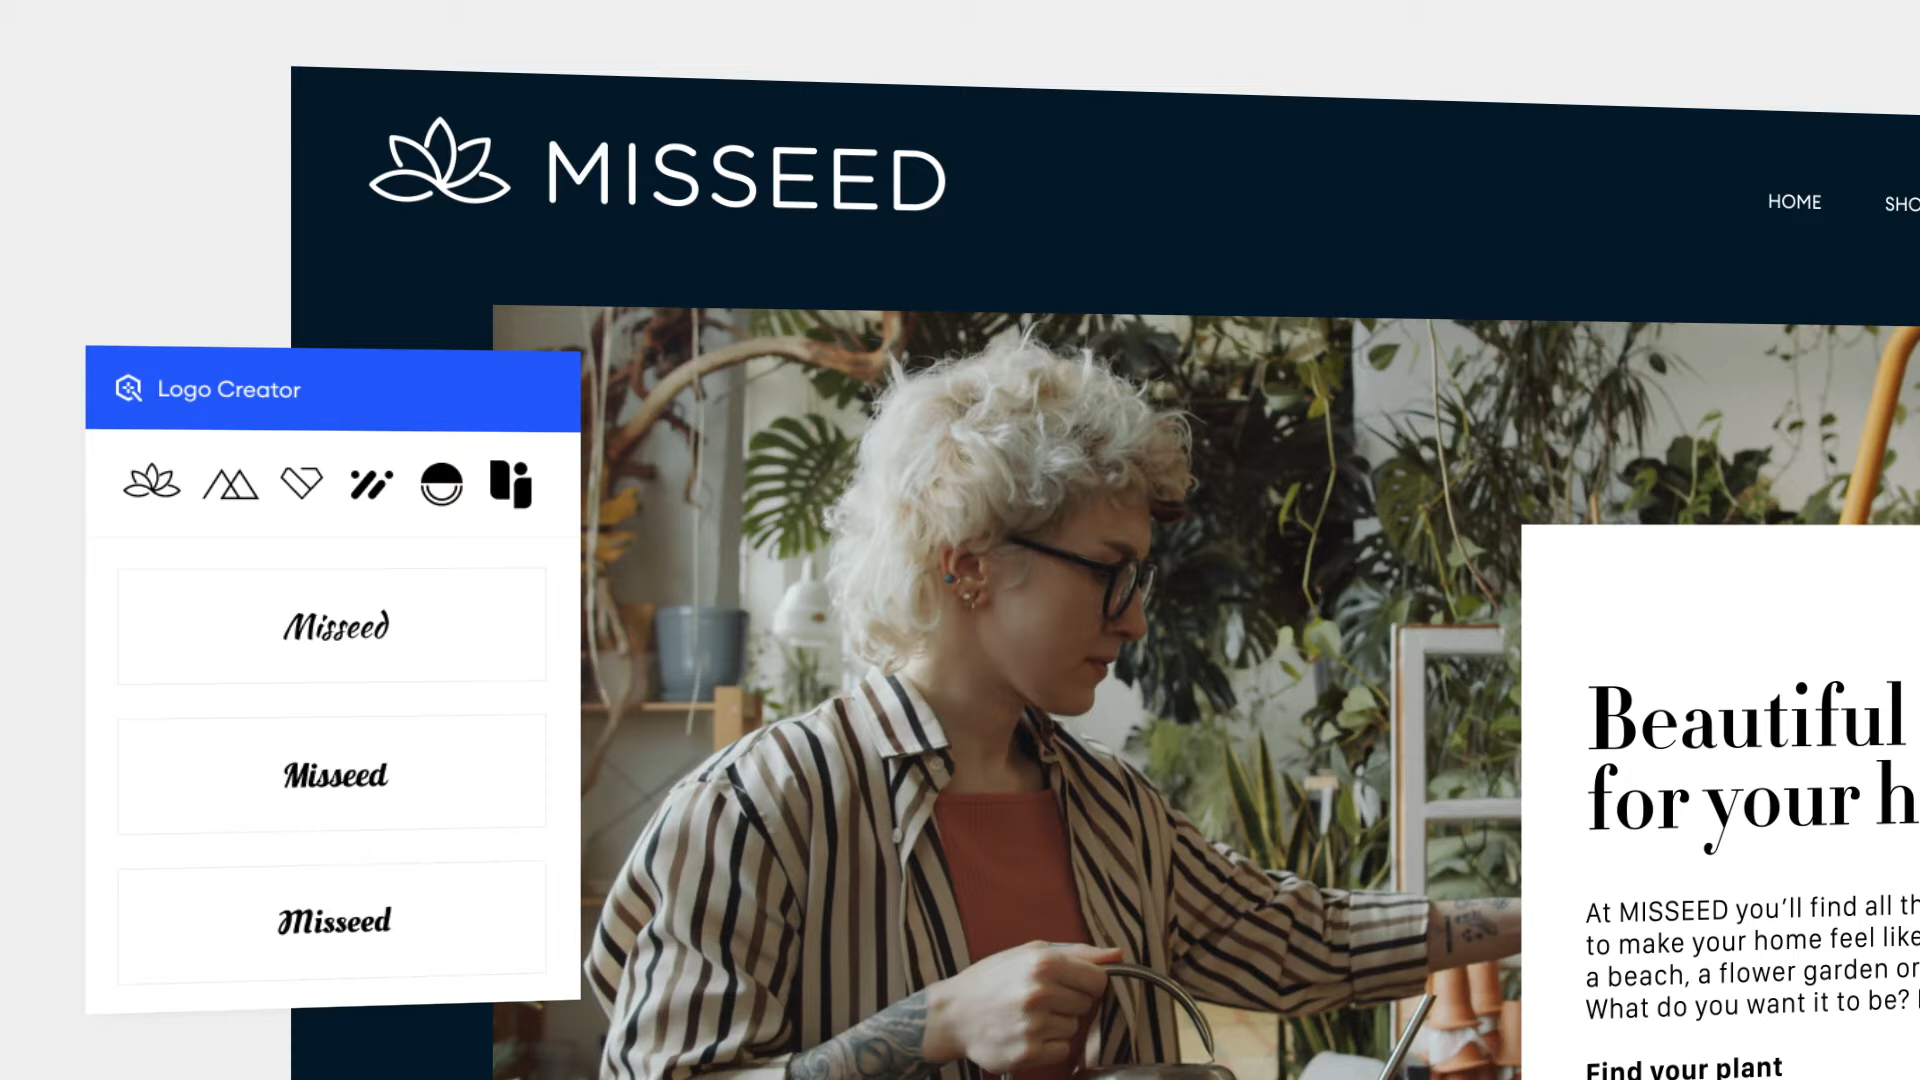 MISSEED
HOME
Logo Creator
Misseed
Misseed
Misseed
Beautiful
for your
At MISSEED you'll find all
to make your home feel like
a beach, a flower garden or
What do you want it to be?
Find your plant